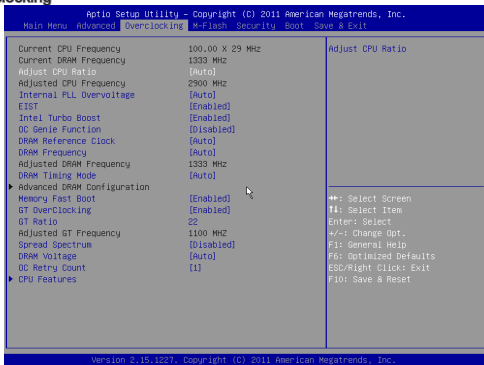 Aptio Setup Utility – Copyright (C) 2011 American Megatrends, Inc.
Main Menu Advanced Overclocking M-Flash Security Boot Save & Exit
Current CPU Frequency 100.00 X 29 MHz
Current DRAM Frequency 1333 MHz
Adjust CPU Ratio [Auto]
Adjusted CPU Frequency 2900 MHz
Internal PLL Overvoltage [Auto]
EIST [Enabled]
Intel Turbo Boost [Enabled]
OC Genie Function [Disabled]
DRAM Reference Clock [Auto]
DRAM Frequency [Auto]
Adjusted DRAM Frequency 1333 MHz
DRAM Timing Mode [Auto]
Advanced DRAM Configuration
Memory Fast Boot [Enabled]
GT OverClocking [Enabled]
GT Ratio 22
Adjusted GT Frequency 1100 MHZ
Spread Spectrum [Disabled]
DRAM Voltage [Auto]
OC Retry Count [1]
CPU Features
Adjust CPU Ratio
→←: Select Screen
↑↓: Select Item
Enter: Select
+/-: Change Opt.
F1: General Help
F6: Optimized Defaults
ESC/Right Click: Exit
F10: Save & Reset
Version 2.15.1227. Copyright (C) 2011 American Megatrends, Inc.